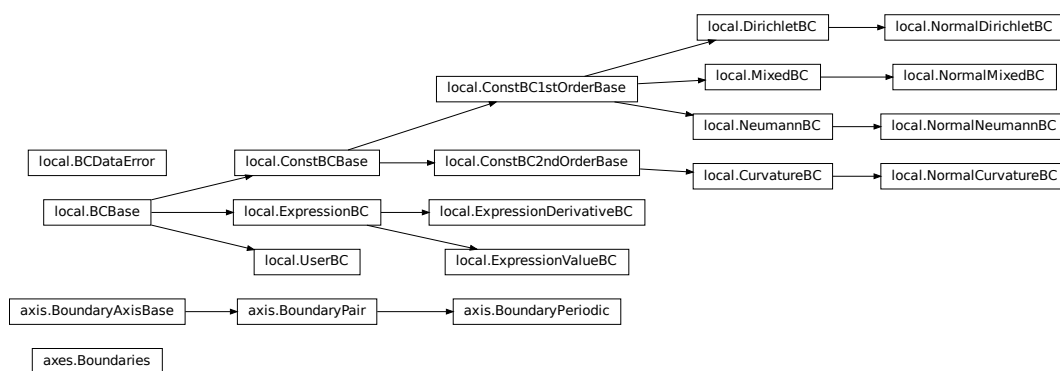 local.DirichletBC
local.NormalDirichletBC
local.MixedBC
local.NormalMixedBC
local.ConstBC1stOrderBase
local.NeumannBC
local.NormalNeumannBC
local.BCDataError
local.ConstBCBase
local.ConstBC2ndOrderBase
local.CurvatureBC
local.NormalCurvatureBC
local.BCBase
local.ExpressionBC
local.ExpressionDerivativeBC
local.UserBC
local.ExpressionValueBC
axis.BoundaryAxisBase
axis.BoundaryPair
axis.BoundaryPeriodic
axes.Boundaries